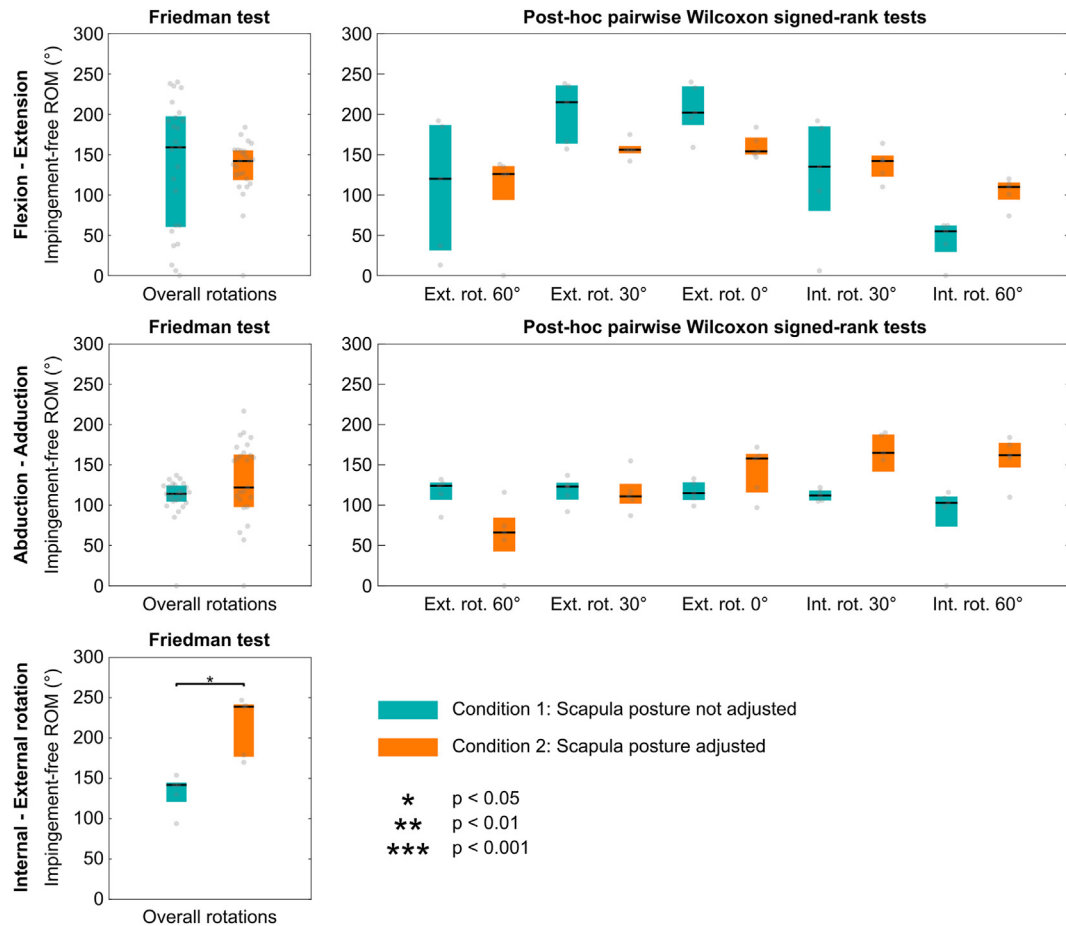 Friedman test
Post-hoc pairwise Wilcoxon signed-rank tests
Flexion - Extension
Impingement-free ROM (°)
300
250
200
150
100
50
0
Overall rotations
Ext. rot. 60°
Ext. rot. 30°
Ext. rot. 0°
Int. rot. 30°
Int. rot. 60°
300
250
200
150
100
50
0
Friedman test
Post-hoc pairwise Wilcoxon signed-rank tests
Abduction - Adduction
Impingement-free ROM (°)
300
250
200
150
100
50
0
Overall rotations
300
250
200
150
100
50
0
Ext. rot. 60°
Ext. rot. 30°
Ext. rot. 0°
Int. rot. 30°
Int. rot. 60°
Friedman test
Internal - External rotation
Impingement-free ROM (°)
300
250
200
150
100
50
0
*
Overall rotations
Condition 1: Scapula posture not adjusted
Condition 2: Scapula posture adjusted
* p < 0.05
** p < 0.01
*** p < 0.001